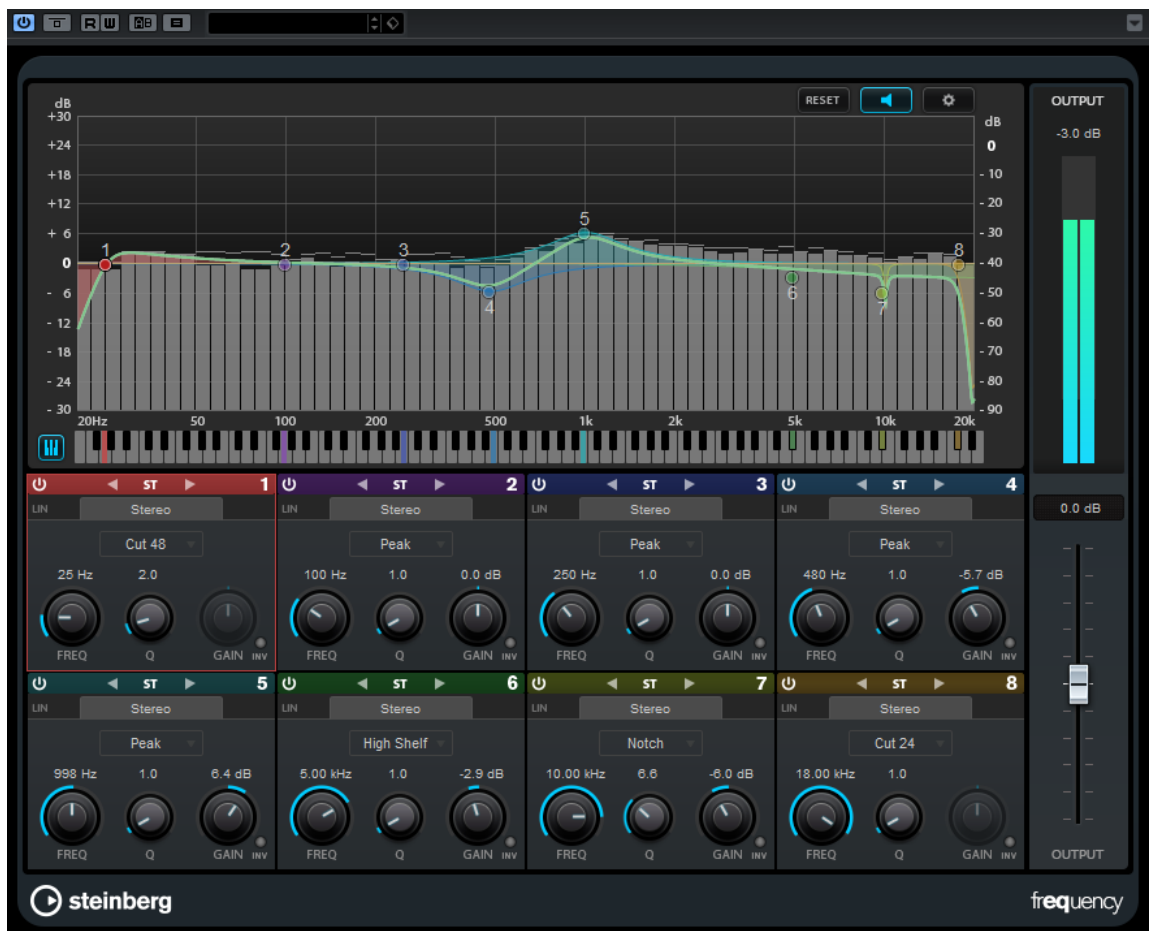 R W AB
RESET
OUTPUT
-3.0 dB
dB
+30
+24
+18
+12
+ 6
0
- 6
- 12
- 18
- 24
- 30
dB
0
- 10
- 20
- 30
- 40
- 50
- 60
- 70
- 80
- 90
1 2 3 4 5 6 7 8
20Hz 50 100 200 500 1k 2k 5k 10k 20k
ST 1 ST 2 ST 3 ST 4
LIN Stereo LIN Stereo LIN Stereo LIN Stereo
0.0 dB
Cut 48 Peak Peak Peak
25 Hz 2.0 100 Hz 1.0 0.0 dB 250 Hz 1.0 0.0 dB 480 Hz 1.0 -5.7 dB
FREQ Q GAIN INV FREQ Q GAIN INV FREQ Q GAIN INV FREQ Q GAIN INV
ST 5 ST 6 ST 7 ST 8
LIN Stereo LIN Stereo LIN Stereo LIN Stereo
Peak High Shelf Notch Cut 24
998 Hz 1.0 6.4 dB 5.00 kHz 1.0 -2.9 dB 10.00 kHz 6.6 -6.0 dB 18.00 kHz 1.0
FREQ Q GAIN INV FREQ Q GAIN INV FREQ Q GAIN INV FREQ Q GAIN INV
OUTPUT
steinberg
frequency